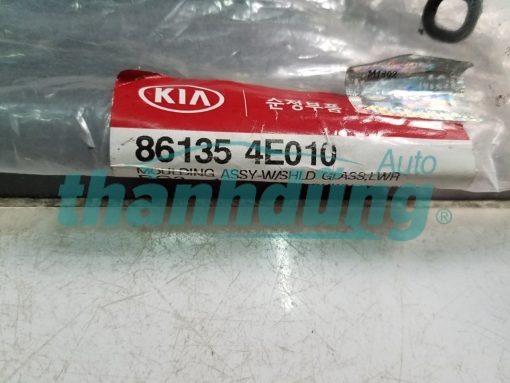 KIA
순정부품
86135 4E010
MOULDING ASSY-W/SHLD GLASS,LWR
Auto
thanhdung®